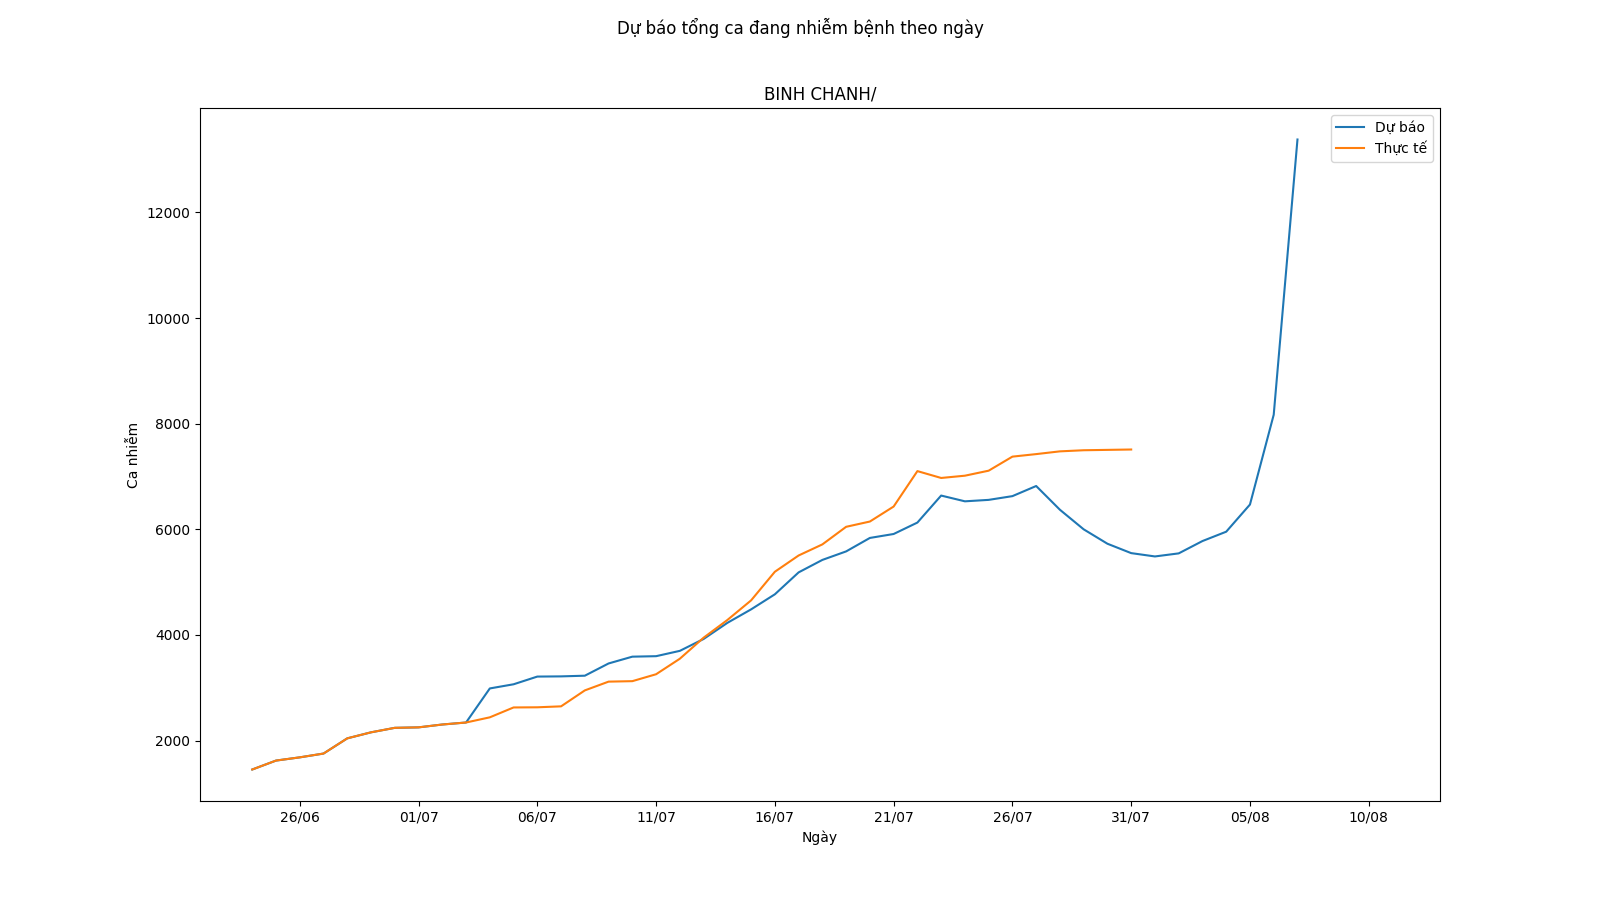 Dự báo tổng ca đang nhiễm bệnh theo ngày
BINH CHANH/
Dự báo
Thực tế
12000
10000
8000
6000
4000
2000
Ca nhiễm
26/06 01/07 06/07 11/07 16/07 21/07 26/07 31/07 05/08 10/08
Ngày